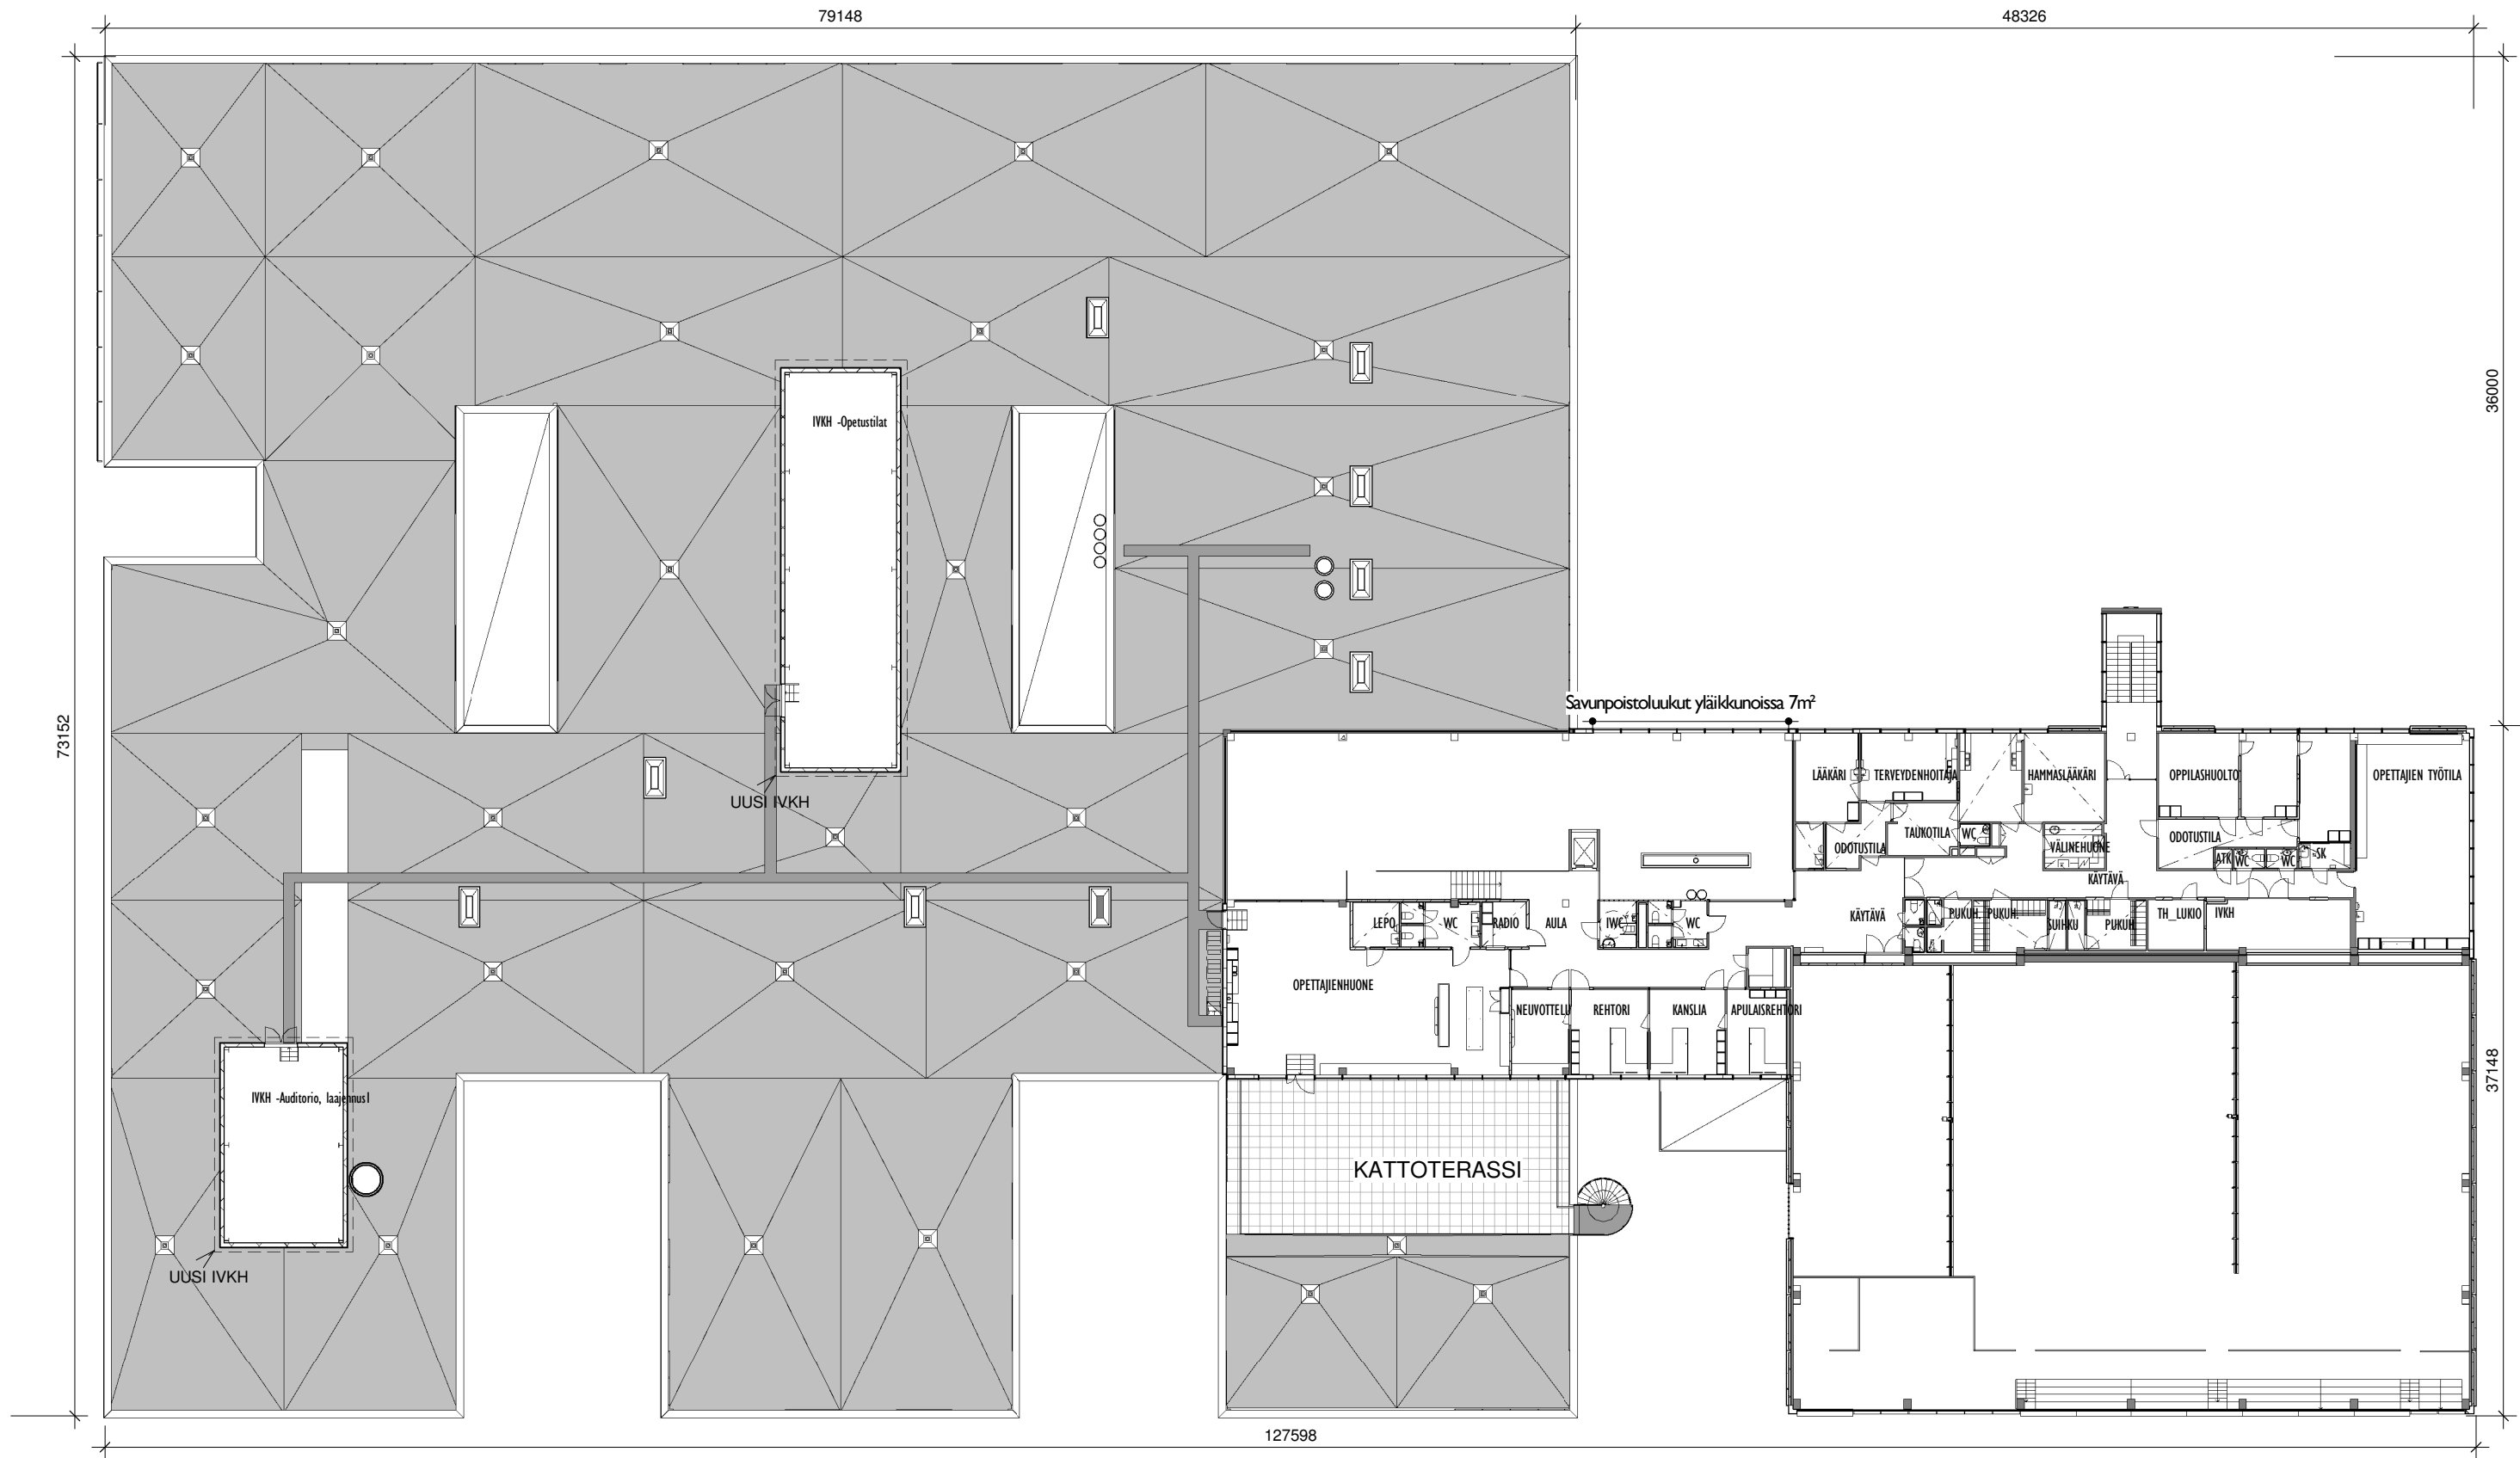 79148
48326
36000
IVKH -Opetustilat
Savunpoistoluukut yläikkunoissa 7m²
73152
LÄÄKÄRI
TERVEYDENHOITAJA
HAMMASLÄÄKÄRI
OPPILASHUOLTO
OPETTAJIEN TYÖTILA
UUSI IVKH
ODOTUSTILA
TAUKOTILA
WC
VÄLINEHUONE
ODOTUSTILA
ATK
WC
WC
SK
KÄYTÄVÄ
LEPO
WC
RADIO
AULA
IWC
WC
KÄYTÄVÄ
PUKUH.
PUKUH.
SUIHKU
PUKUH.
TH_LUKIO
IVKH
OPETTAJIENHUONE
NEUVOTTELU
REHTORI
KANSLIA
APULAISREHTORI
37148
IVKH -Auditorio, laajennus1
KATTOTERASSI
UUSI IVKH
127598